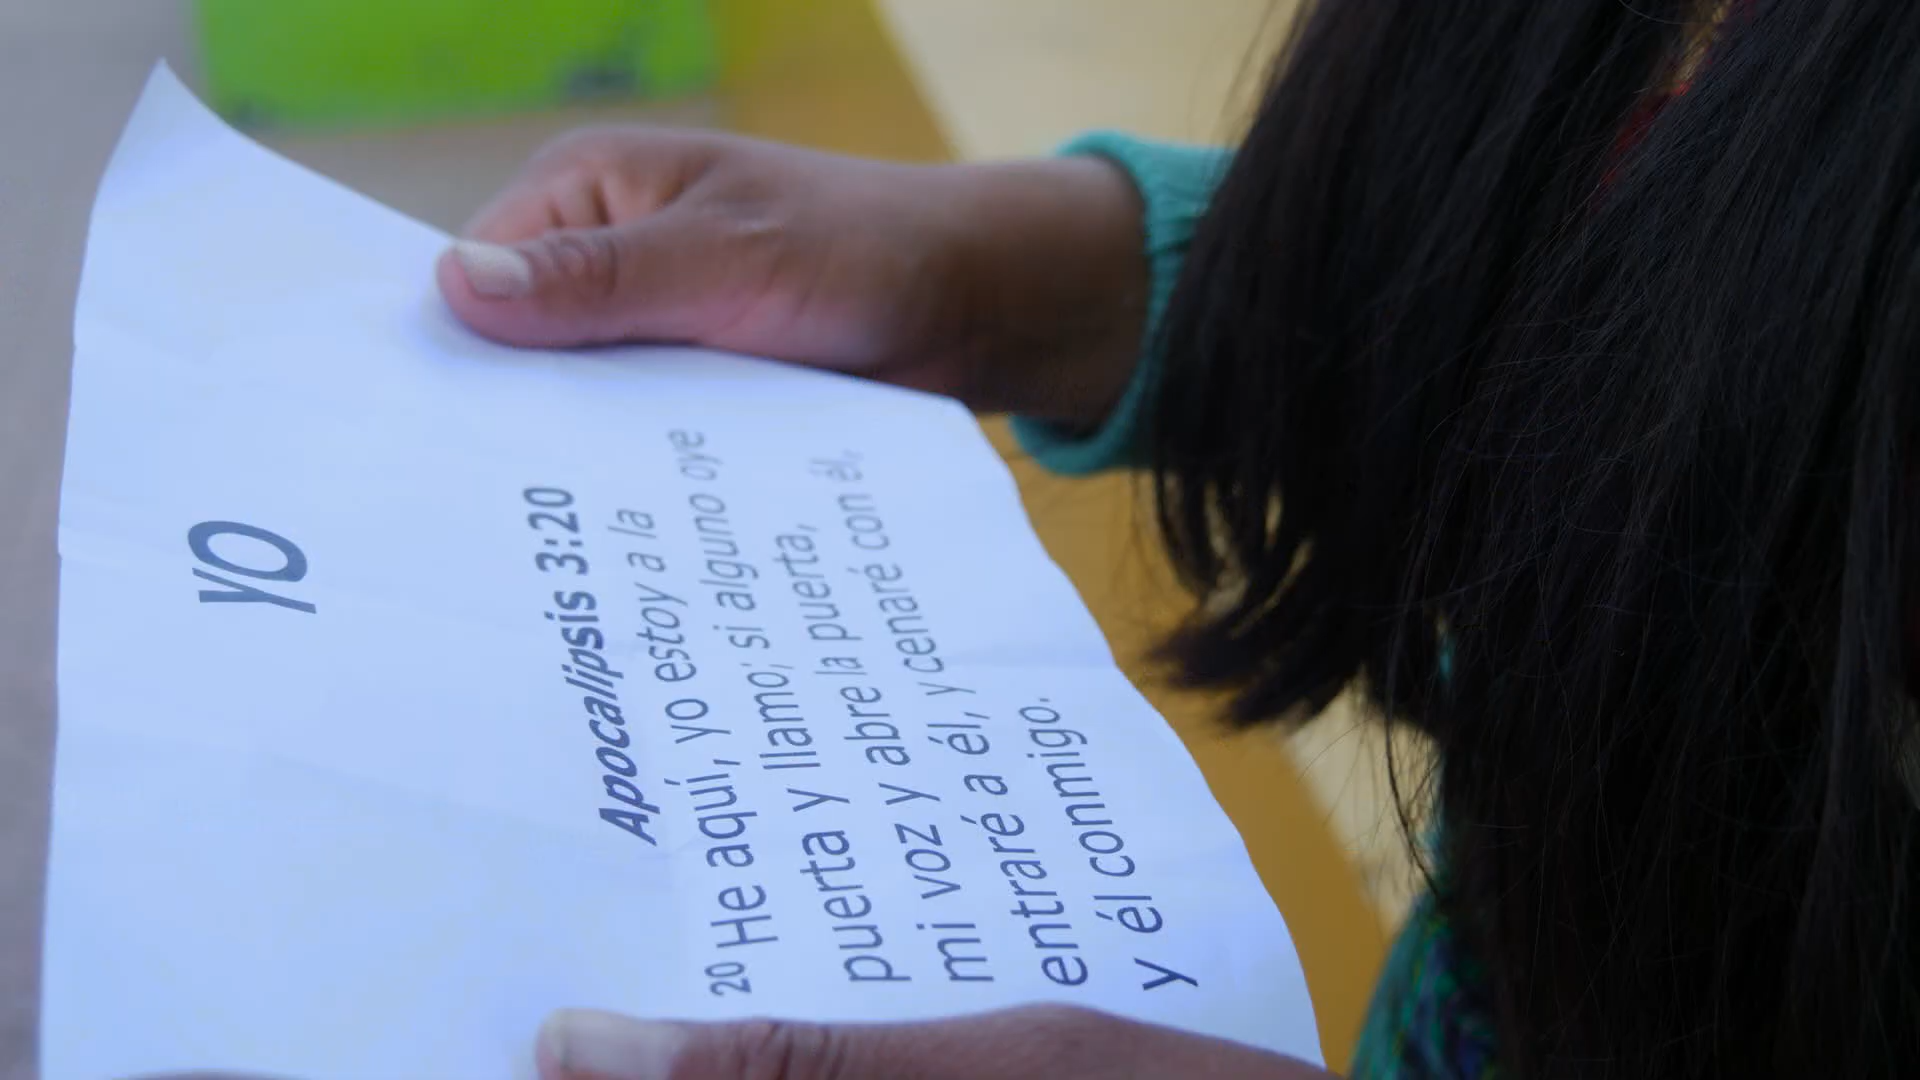 YO
Apocalipsis 3:20
20 He aquí, yo estoy a la
puerta y llamo; si alguno oye
mi voz y abre la puerta,
entraré a él, y cenaré con él,
y él conmigo.